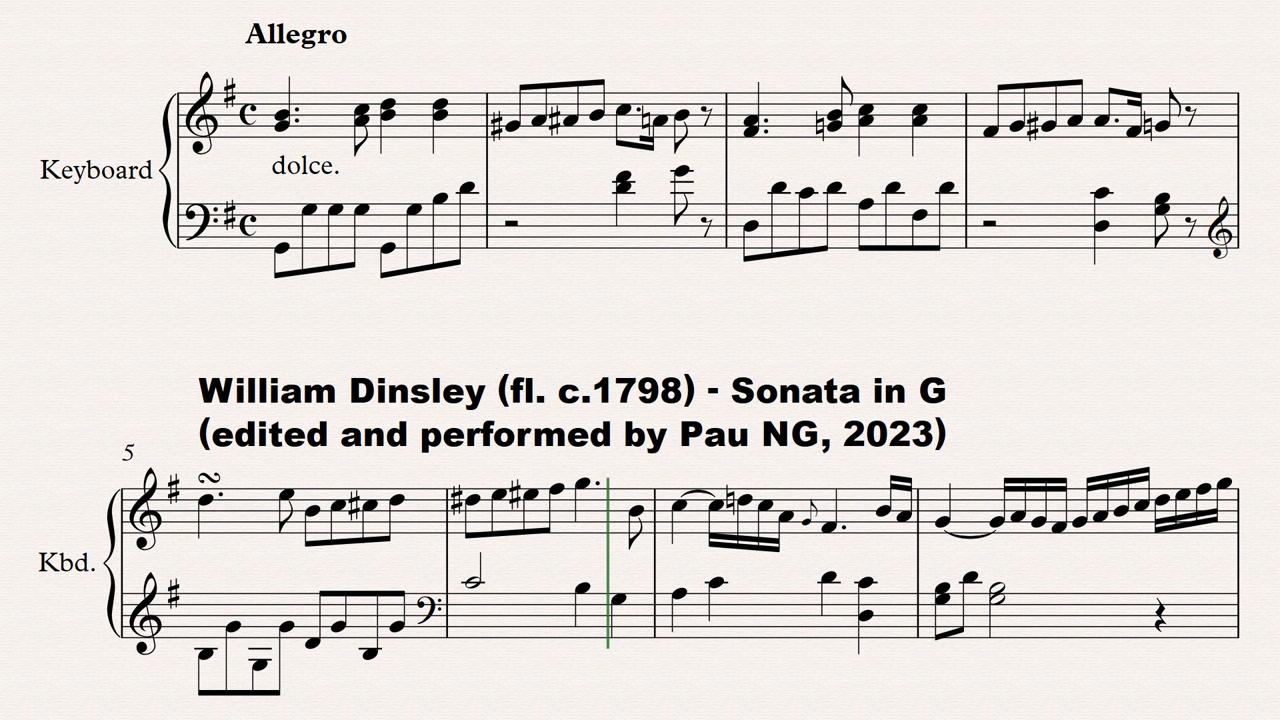 Allegro
Keyboard
dolce.
William Dinsley (fl. c.1798) - Sonata in G
(edited and performed by Pau NG, 2023)
5
Kbd.